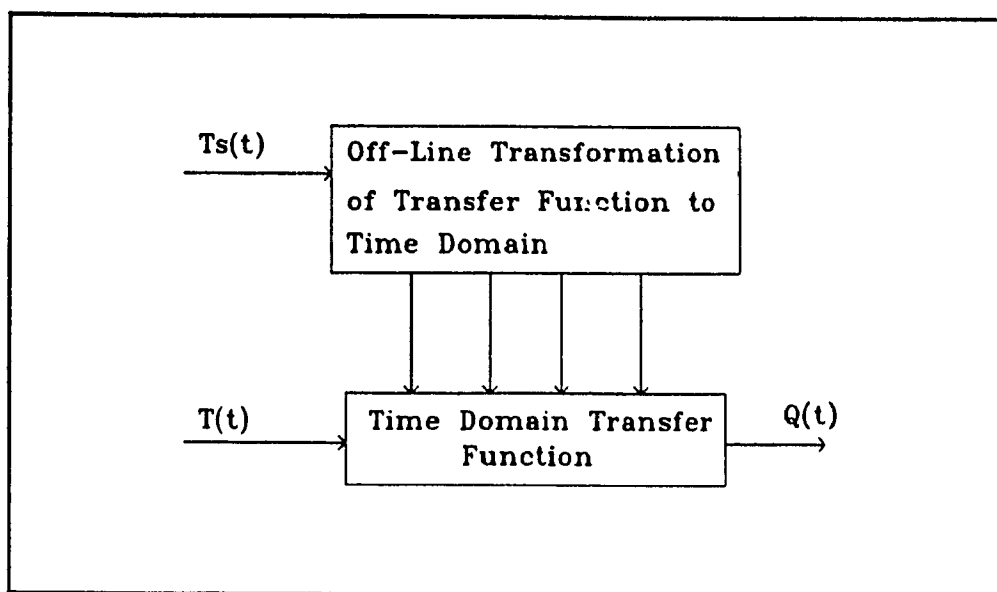 Ts(t)
Off-Line Transformation
of Transfer Function to
Time Domain
T(t)
Time Domain Transfer
Function
Q(t)